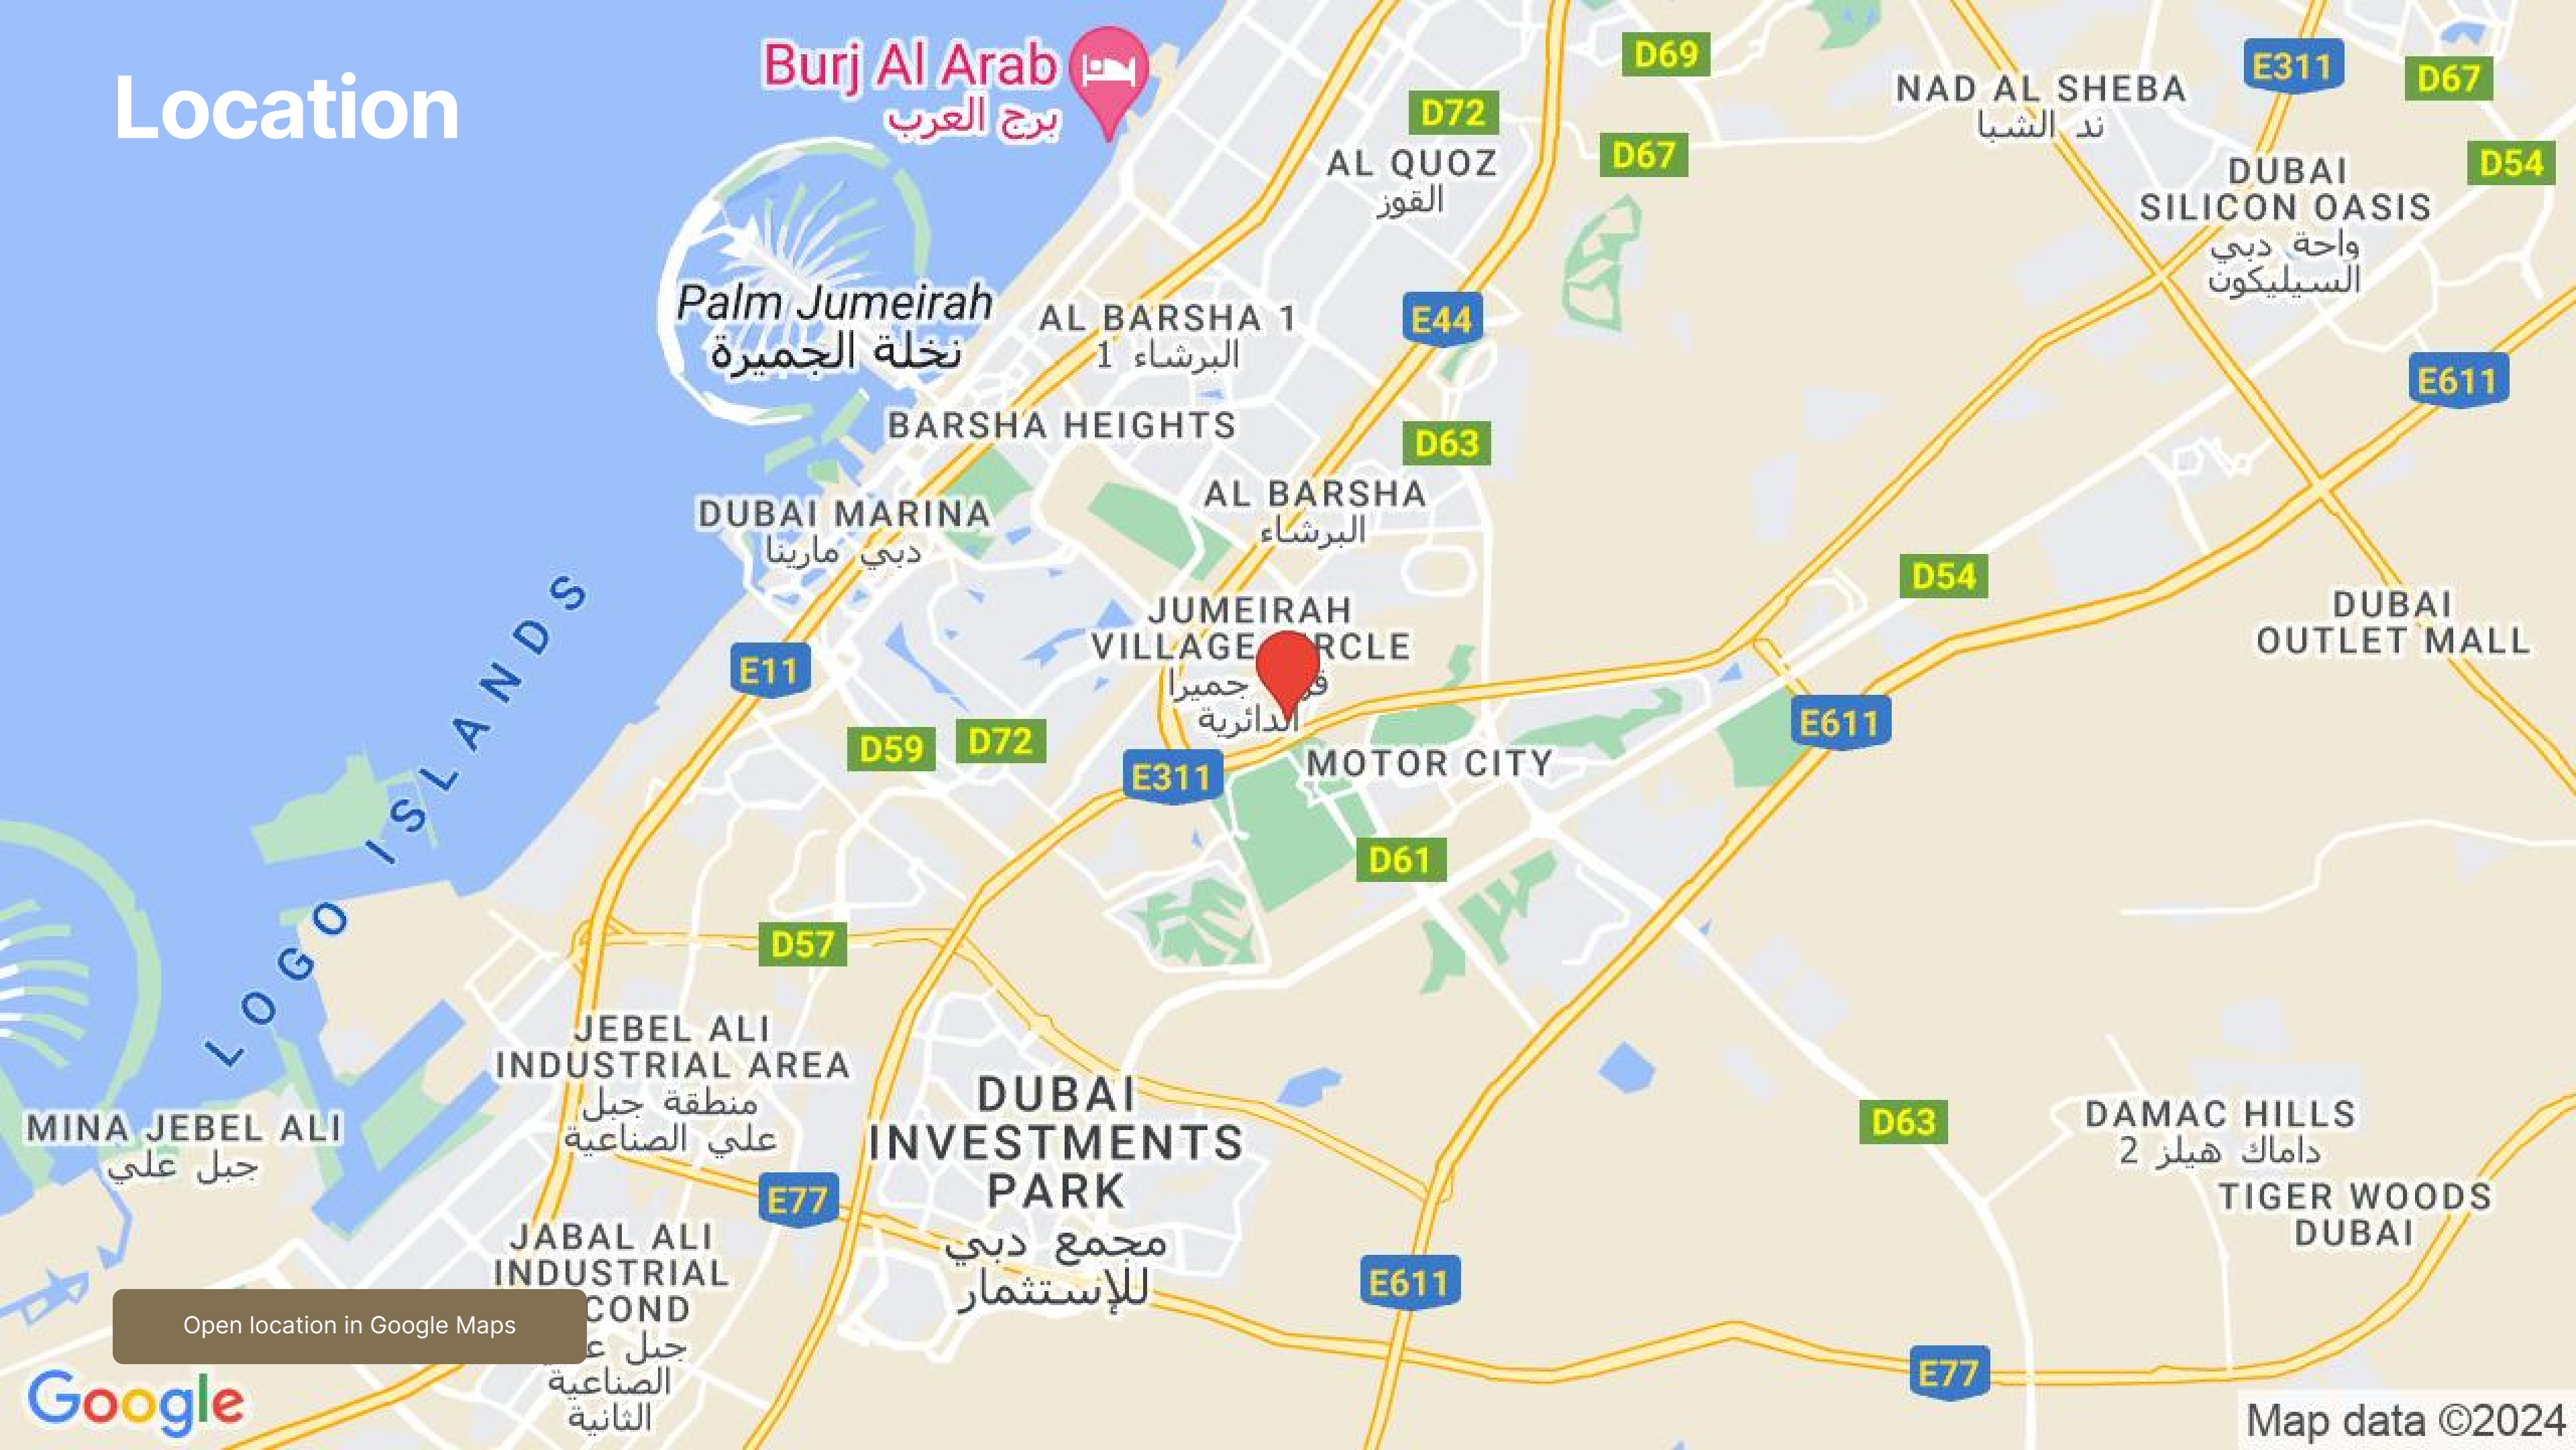 Location
Burj Al Arab
برج العرب
D69
E311
D67
NAD AL SHEBA
ند الشبا
D72
AL QUOZ
القوز
D67
D54
DUBAI
SILICON OASIS
واحة دبي
السيليكون
Palm Jumeirah
نخلة الجميرة
AL BARSHA 1
البرشاء 1
E44
E611
BARSHA HEIGHTS
D63
AL BARSHA
البرشاء
DUBAI MARINA
دبي مارينا
D54
JUMEIRAH
VILLAGE
جميرا
الدائرية
DUBAI
OUTLET MALL
E11
E611
D59
D72
E311
MOTOR CITY
LOGO ISLANDS
D61
D57
JEBEL ALI
INDUSTRIAL AREA
منطقة جبل
علي الصناعية
DUBAI
INVESTMENTS
PARK
مجمع دبي
للإستثمار
MINA JEBEL ALI
جبل علي
D63
DAMAC HILLS
داماك هيلز 2
TIGER WOODS
DUBAI
E77
JABAL ALI
INDUSTRIAL
COND
جبل ع
الصناعية
الثانية
E611
E77
Open location in Google Maps
Google
Map data ©2024